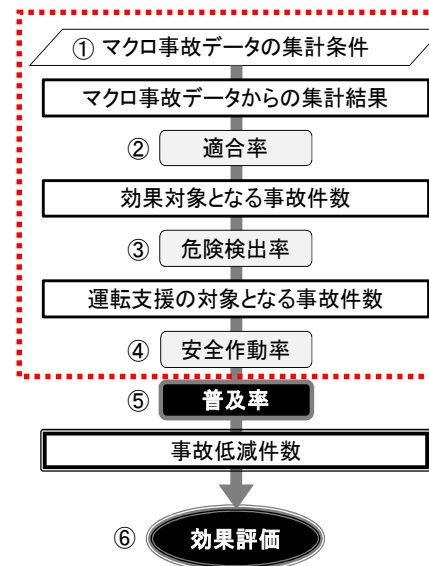 ① マクロ事故データの集計条件
マクロ事故データからの集計結果
② 適合率
効果対象となる事故件数
③ 危険検出率
運転支援の対象となる事故件数
④ 安全作動率
⑤ 普及率
事故低減件数
⑥ 効果評価